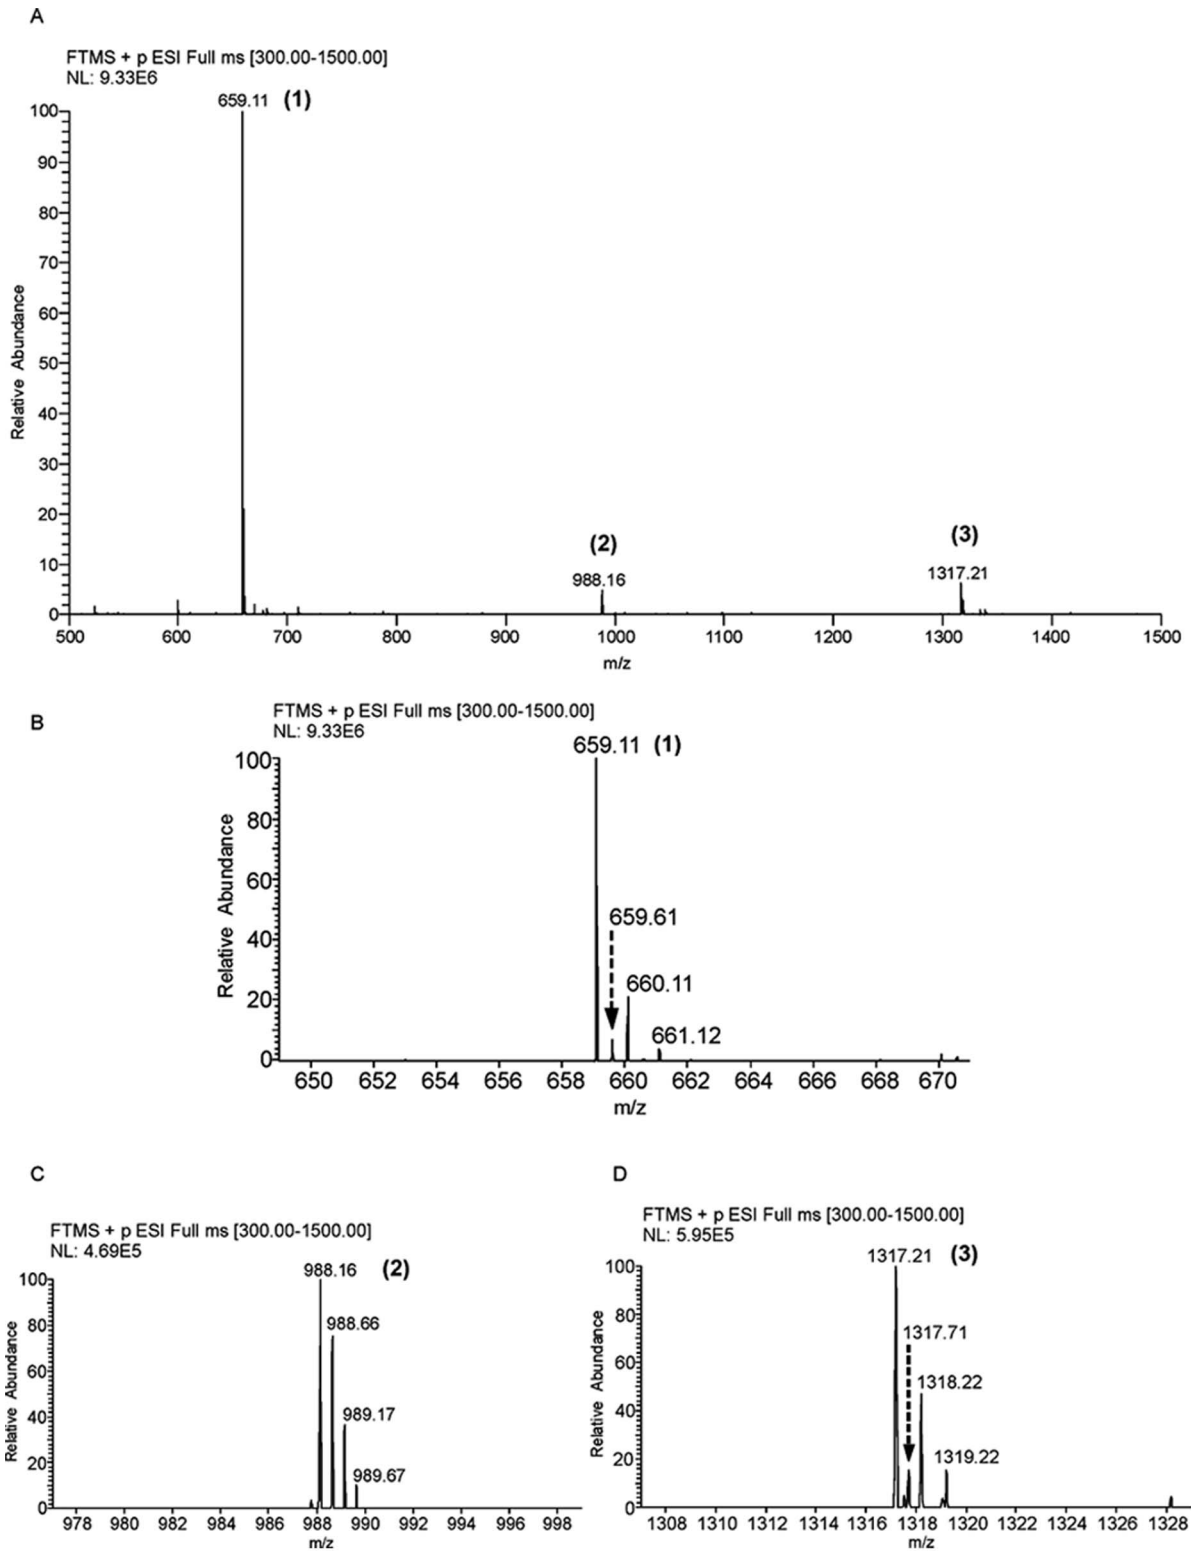 A
FTMS + p ESI Full ms [300.00-1500.00]
NL: 9.33E6
659.11 (1)
100
90
80
70
60
50
40
30
20
10
0
Relative Abundance
(2)
988.16
(3)
1317.21
500 600 700 800 900 1000 1100 1200 1300 1400 1500
m/z
B
FTMS + p ESI Full ms [300.00-1500.00]
NL: 9.33E6
659.11 (1)
100
80
60
40
20
0
Relative Abundance
659.61
660.11
661.12
650 652 654 656 658 660 662 664 666 668 670
m/z
C
FTMS + p ESI Full ms [300.00-1500.00]
NL: 4.69E5
988.16 (2)
100
80
60
40
20
0
Relative Abundance
988.66
989.17
989.67
978 980 982 984 986 988 990 992 994 996 998
m/z
D
FTMS + p ESI Full ms [300.00-1500.00]
NL: 5.95E5
1317.21 (3)
100
80
60
40
20
0
Relative Abundance
1317.71
1318.22
1319.22
1308 1310 1312 1314 1316 1318 1320 1322 1324 1326 1328
m/z